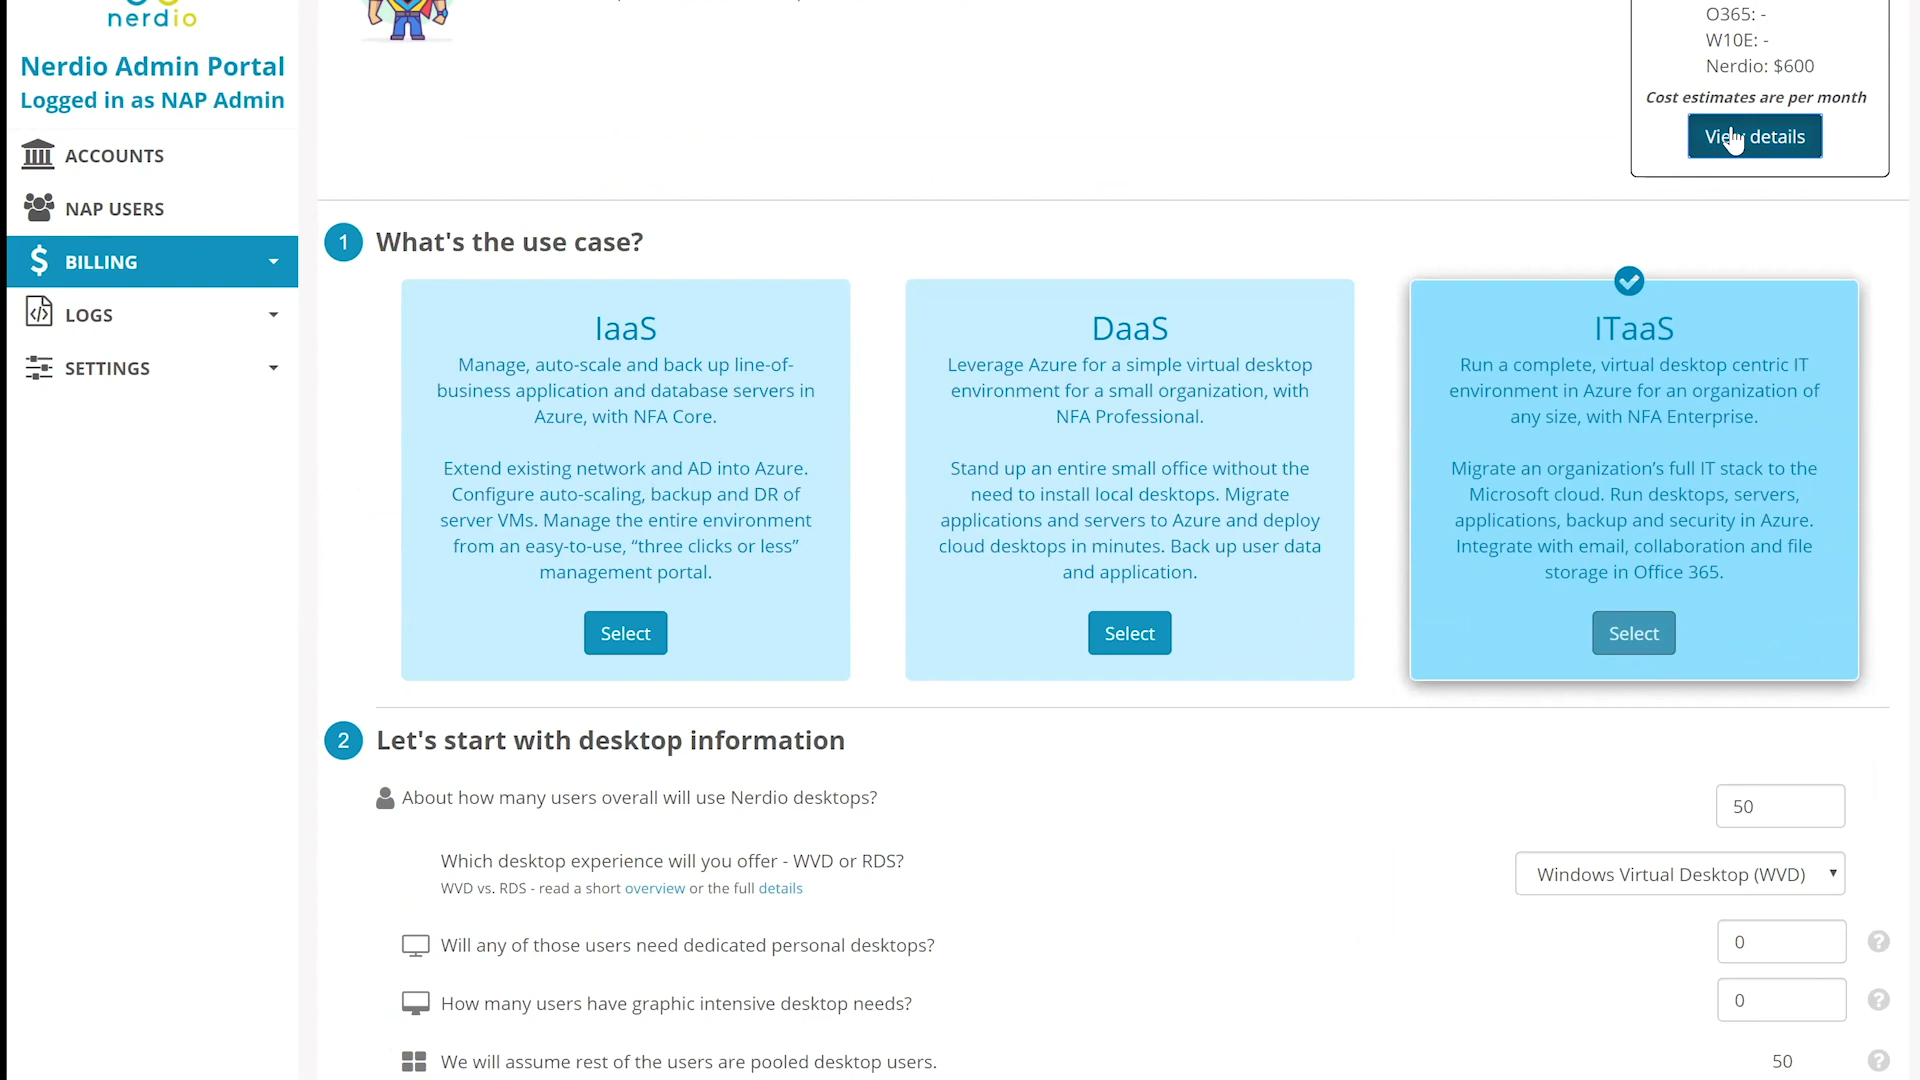 nerdio
Nerdio Admin Portal
Logged in as NAP Admin
ACCOUNTS
NAP USERS
BILLING
LOGS
SETTINGS
O365: -
W10E: -
Nerdio: $600
Cost estimates are per month
View details
1 What's the use case?
IaaS
Manage, auto-scale and back up line-of-
business application and database servers in
Azure, with NFA Core.
Extend existing network and AD into Azure.
Configure auto-scaling, backup and DR of
server VMs. Manage the entire environment
from an easy-to-use, “three clicks or less”
management portal.
Select
DaaS
Leverage Azure for a simple virtual desktop
environment for a small organization, with
NFA Professional.
Stand up an entire small office without the
need to install local desktops. Migrate
applications and servers to Azure and deploy
cloud desktops in minutes. Back up user data
and application.
Select
ITaaS
Run a complete, virtual desktop centric IT
environment in Azure for an organization of
any size, with NFA Enterprise.
Migrate an organization’s full IT stack to the
Microsoft cloud. Run desktops, servers,
applications, backup and security in Azure.
Integrate with email, collaboration and file
storage in Office 365.
Select
2 Let's start with desktop information
About how many users overall will use Nerdio desktops? 50
Which desktop experience will you offer - WVD or RDS? Windows Virtual Desktop (WVD)
WVD vs. RDS - read a short overview or the full details
Will any of those users need dedicated personal desktops? 0 ?
How many users have graphic intensive desktop needs? 0 ?
We will assume rest of the users are pooled desktop users. 50 ?